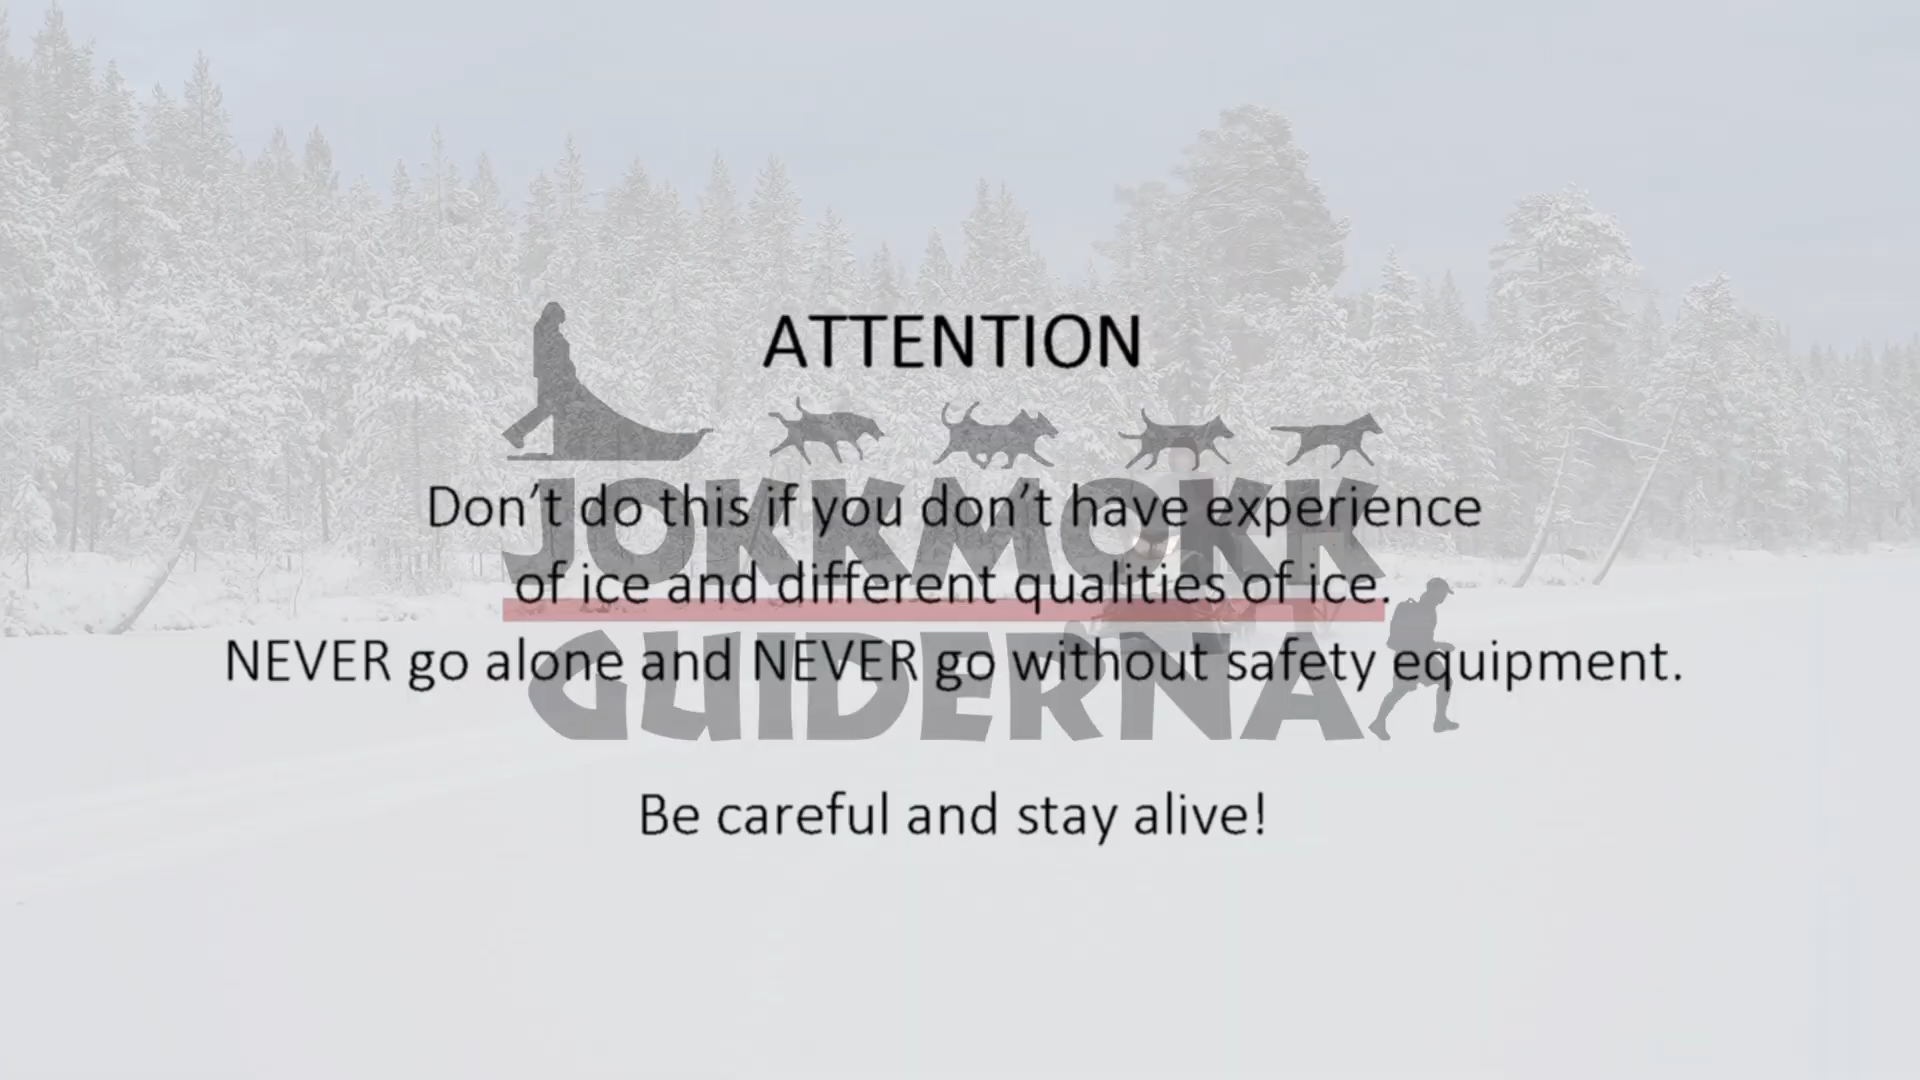 ATTENTION
JOKKMOKK
Don't do this if you don't have experience
of ice and different qualities of ice.
GUIDERNA
NEVER go alone and NEVER go without safety equipment.
Be careful and stay alive!